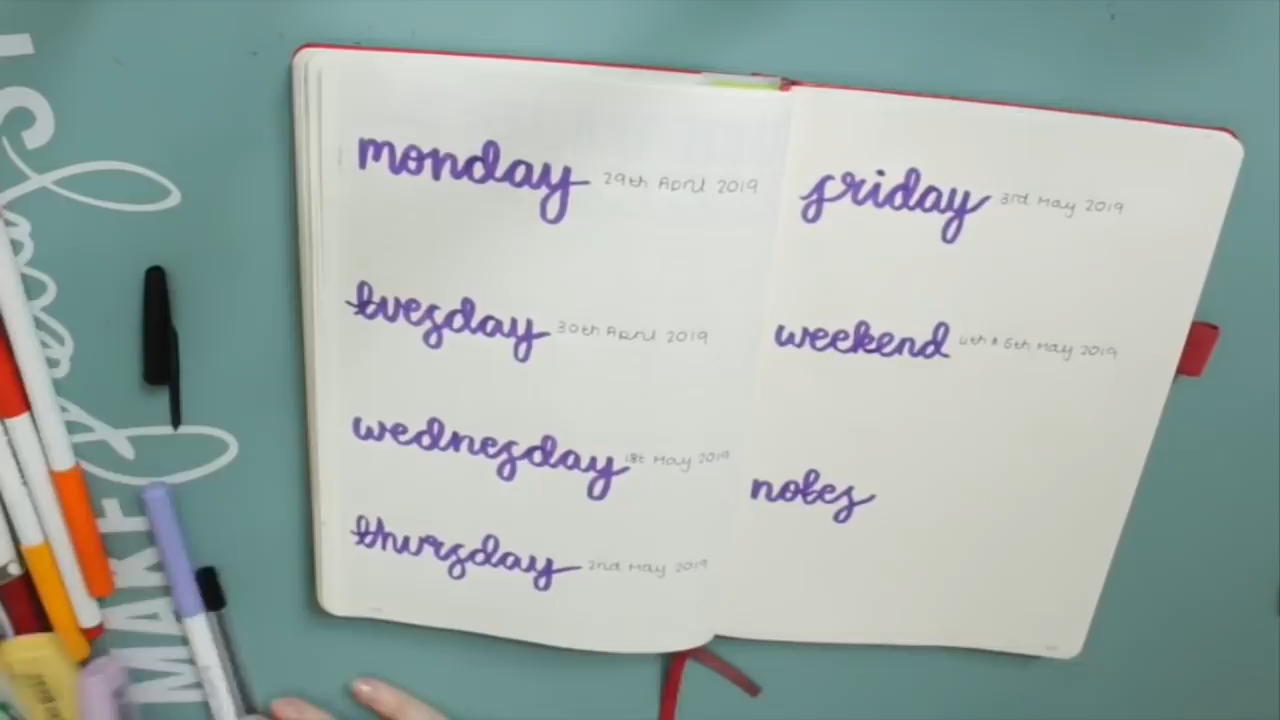 monday 29th April 2019
tuesday 30th April 2019
wednesday 1st May 2019
thursday 2nd May 2019
friday 3rd May 2019
weekend 4th & 5th May 2019
notes
MAKE